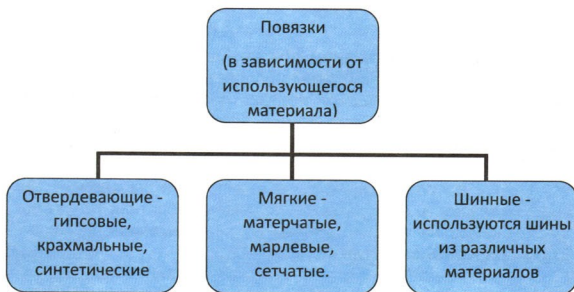 Повязки
(в зависимости от
использующегося
материала)
Отвердевающие -
гипсовые,
крахмальные,
синтетические
Мягкие -
матерчатые,
марлевые,
сетчатые.
Шинные -
используются шины
из различных
материалов